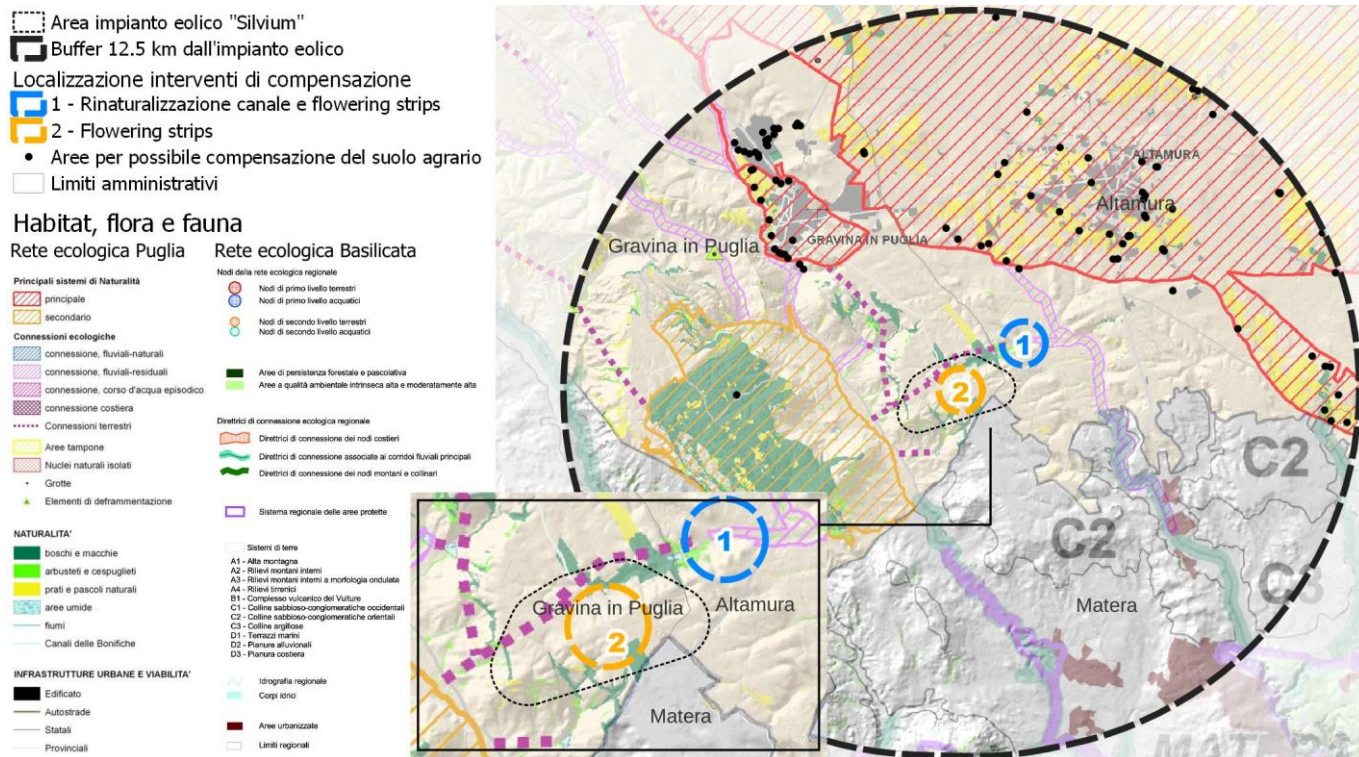 Area impianto eolico "Silvium"
Buffer 12.5 km dall'impianto eolico
Localizzazione interventi di compensazione
1 - Rinaturalizzazione canale e flowering strips
2 - Flowering strips
Aree per possibile compensazione del suolo agrario
Limiti amministrativi
Habitat, flora e fauna
Rete ecologica Puglia
Principali sistemi di Naturalità
principale
secondario
Connessioni ecologiche
connessione, fluviali-naturali
connessione, fluviali-residuali
connessione, corso d'acqua episodico
connessione costiera
Connessioni terrestri
Aree tampone
Nuclei naturali isolati
Grotte
Elementi di deframmentazione
NATURALITA'
boschi e macchie
arbusteti e cespuglieti
prati e pascoli naturali
aree umide
fiumi
Canali delle Bonifiche
INFRASTRUTTURE URBANE E VIABILITA'
Edificato
Autostrade
Statali
Provinciali
Rete ecologica Basilicata
Nodi della rete ecologica regionale
Nodi di primo livello terrestri
Nodi di primo livello acquatici
Nodi di secondo livello terrestri
Nodi di secondo livello acquatici
Aree di persistenza forestale e pascolativa
Aree a qualità ambientale intrinseca alta e moderatamente alta
Direttrici di connessione ecologica regionale
Direttrici di connessione dei nodi costieri
Direttrici di connessione associate ai corridoi fluviali principali
Direttrici di connessione dei nodi montani e collinari
Sistema regionale delle aree protette
Sistemi di terre
A1 - Alta montagna
A2 - Rilievi montani interni
A3 - Rilievi montani interni a morfologia ondulata
A4 - Rilievi tirrenici
B1 - Complesso vulcanico del Vulture
C1 - Colline sabbioso-conglomeratiche occidentali
C2 - Colline sabbioso-conglomeratiche orientali
C3 - Colline argillose
D1 - Terrazzi marini
D2 - Pianure alluvionali
D3 - Pianura costiera
Idrografia regionale
Corpi idrici
Aree urbanizzate
Limiti regionali
ALTAMURA
Altamura
GRAVINA IN PUGLIA
Gravina in Puglia
1
2
C2
C2
C3
Matera
1
Gravina in Puglia
Altamura
2
Matera